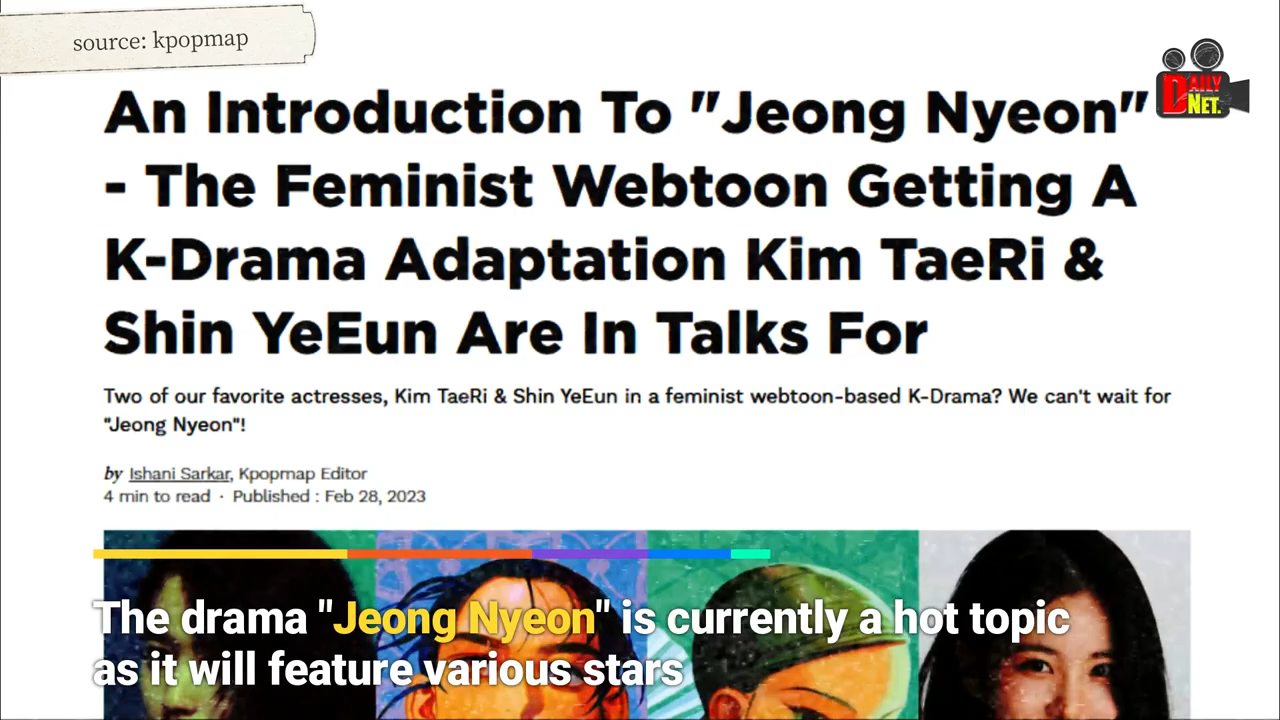 source: kpopmap
DAILY
NET.
An Introduction To "Jeong Nyeon"
- The Feminist Webtoon Getting A
K-Drama Adaptation Kim TaeRi &
Shin YeEun Are In Talks For
Two of our favorite actresses, Kim TaeRi & Shin YeEun in a feminist webtoon-based K-Drama? We can't wait for
"Jeong Nyeon"!
by Ishani Sarkar, Kpopmap Editor
4 min to read · Published : Feb 28, 2023
The drama "Jeong Nyeon" is currently a hot topic
as it will feature various stars